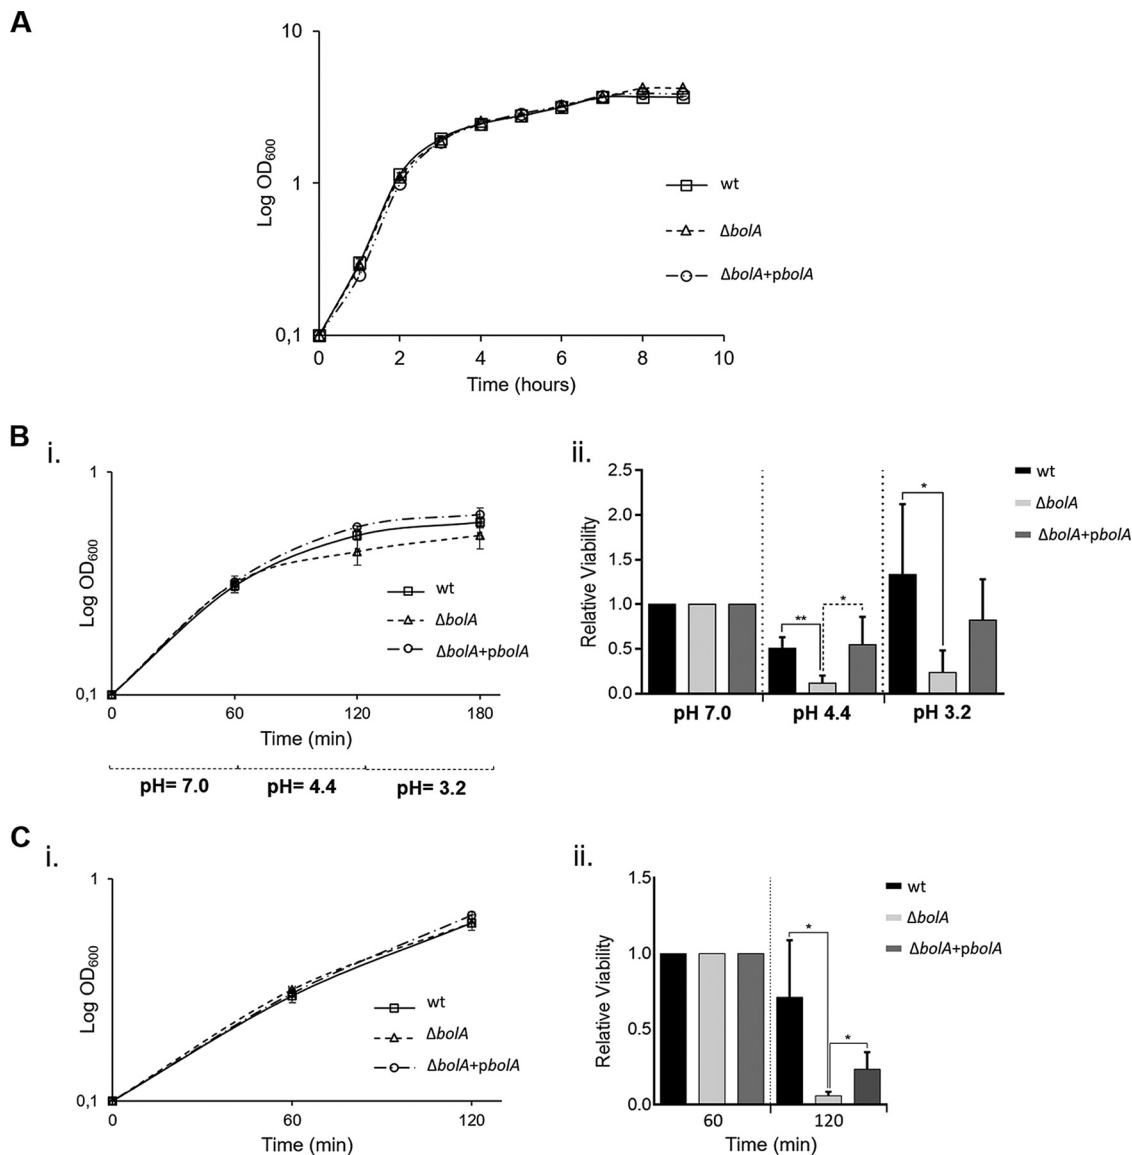 A
10
1
0,1
Log OD600
0 2 4 6 8 10
Time (hours)
wt
ΔbolA
ΔbolA+pbolA
B
i.
1
0,1
Log OD600
0 60 120 180
Time (min)
pH= 7.0 pH= 4.4 pH= 3.2
wt
ΔbolA
ΔbolA+pbolA
ii.
2.5
2.0
1.5
1.0
0.5
0.0
Relative Viability
** * *
pH 7.0 pH 4.4 pH 3.2
wt
ΔbolA
ΔbolA+pbolA
C
i.
1
0,1
Log OD600
0 60 120
Time (min)
wt
ΔbolA
ΔbolA+pbolA
ii.
1.5
1.0
0.5
0.0
Relative Viability
* *
60 120
Time (min)
wt
ΔbolA
ΔbolA+pbolA